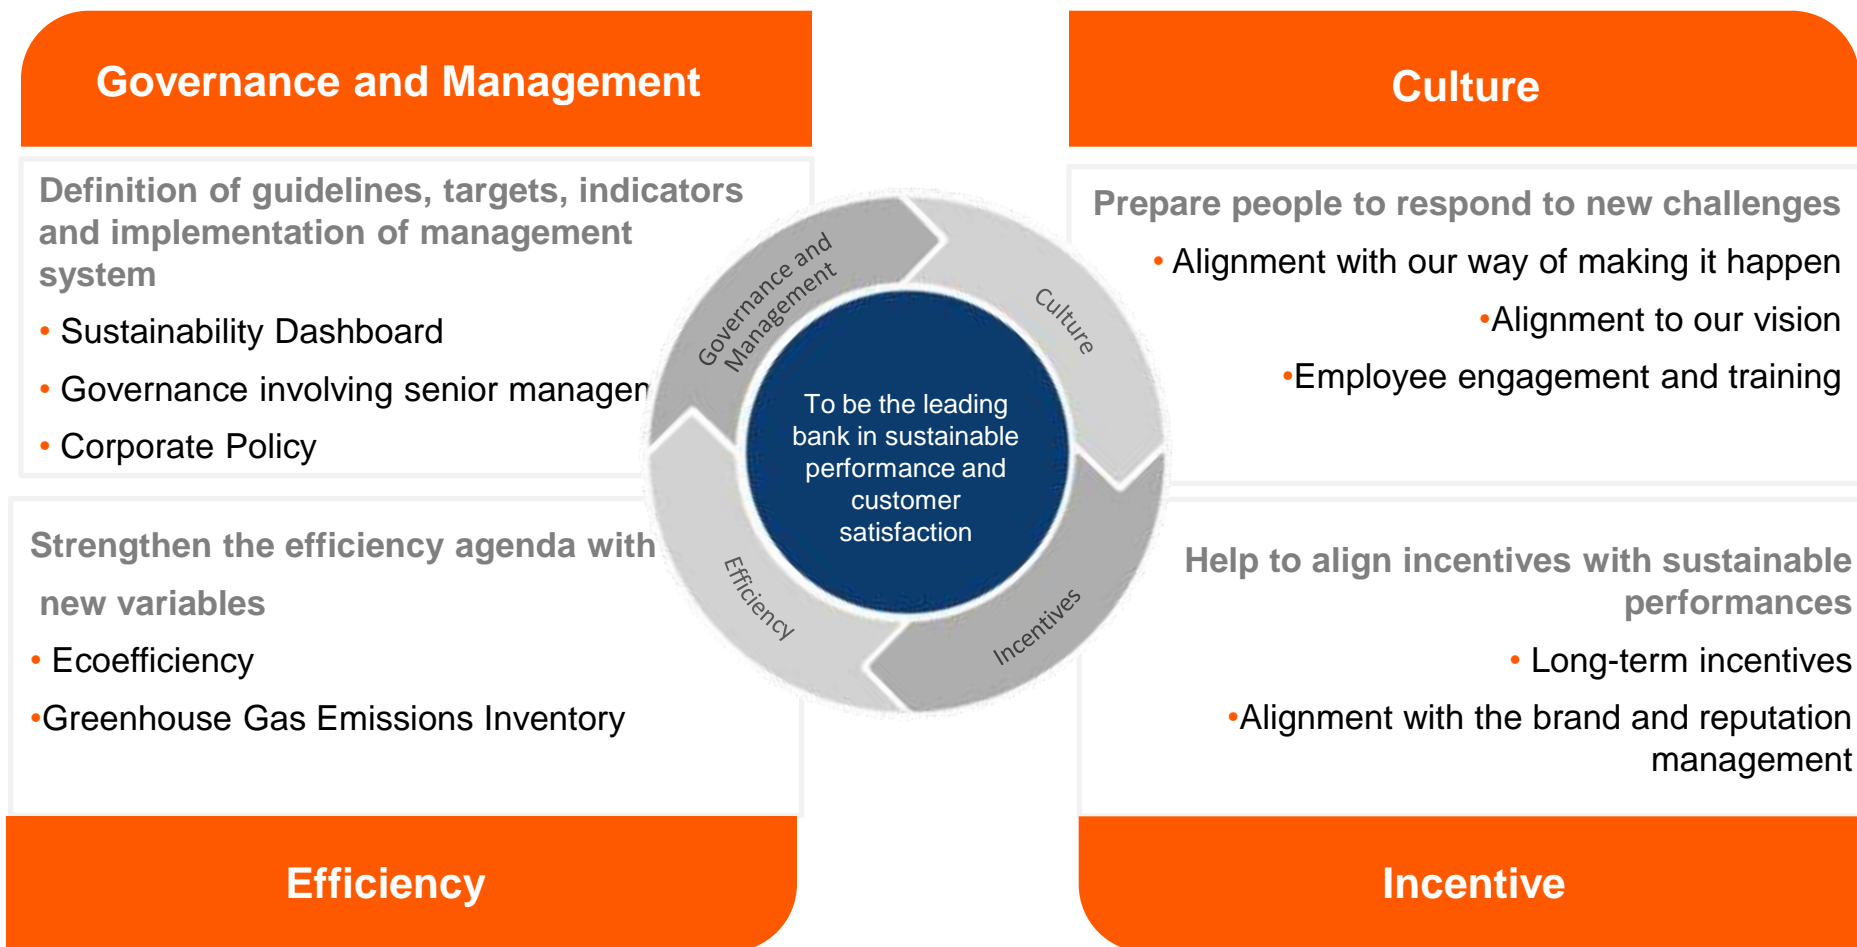 Governance and Management
Definition of guidelines, targets, indicators
and implementation of management
system
• Sustainability Dashboard
• Governance involving senior managem
• Corporate Policy
Culture
Prepare people to respond to new challenges
• Alignment with our way of making it happen
•Alignment to our vision
•Employee engagement and training
Governance and
Management
Culture
Efficiency
Incentives
To be the leading
bank in sustainable
performance and
customer
satisfaction
Strengthen the efficiency agenda with
new variables
• Ecoefficiency
•Greenhouse Gas Emissions Inventory
Efficiency
Help to align incentives with sustainable
performances
• Long-term incentives
•Alignment with the brand and reputation
management
Incentive